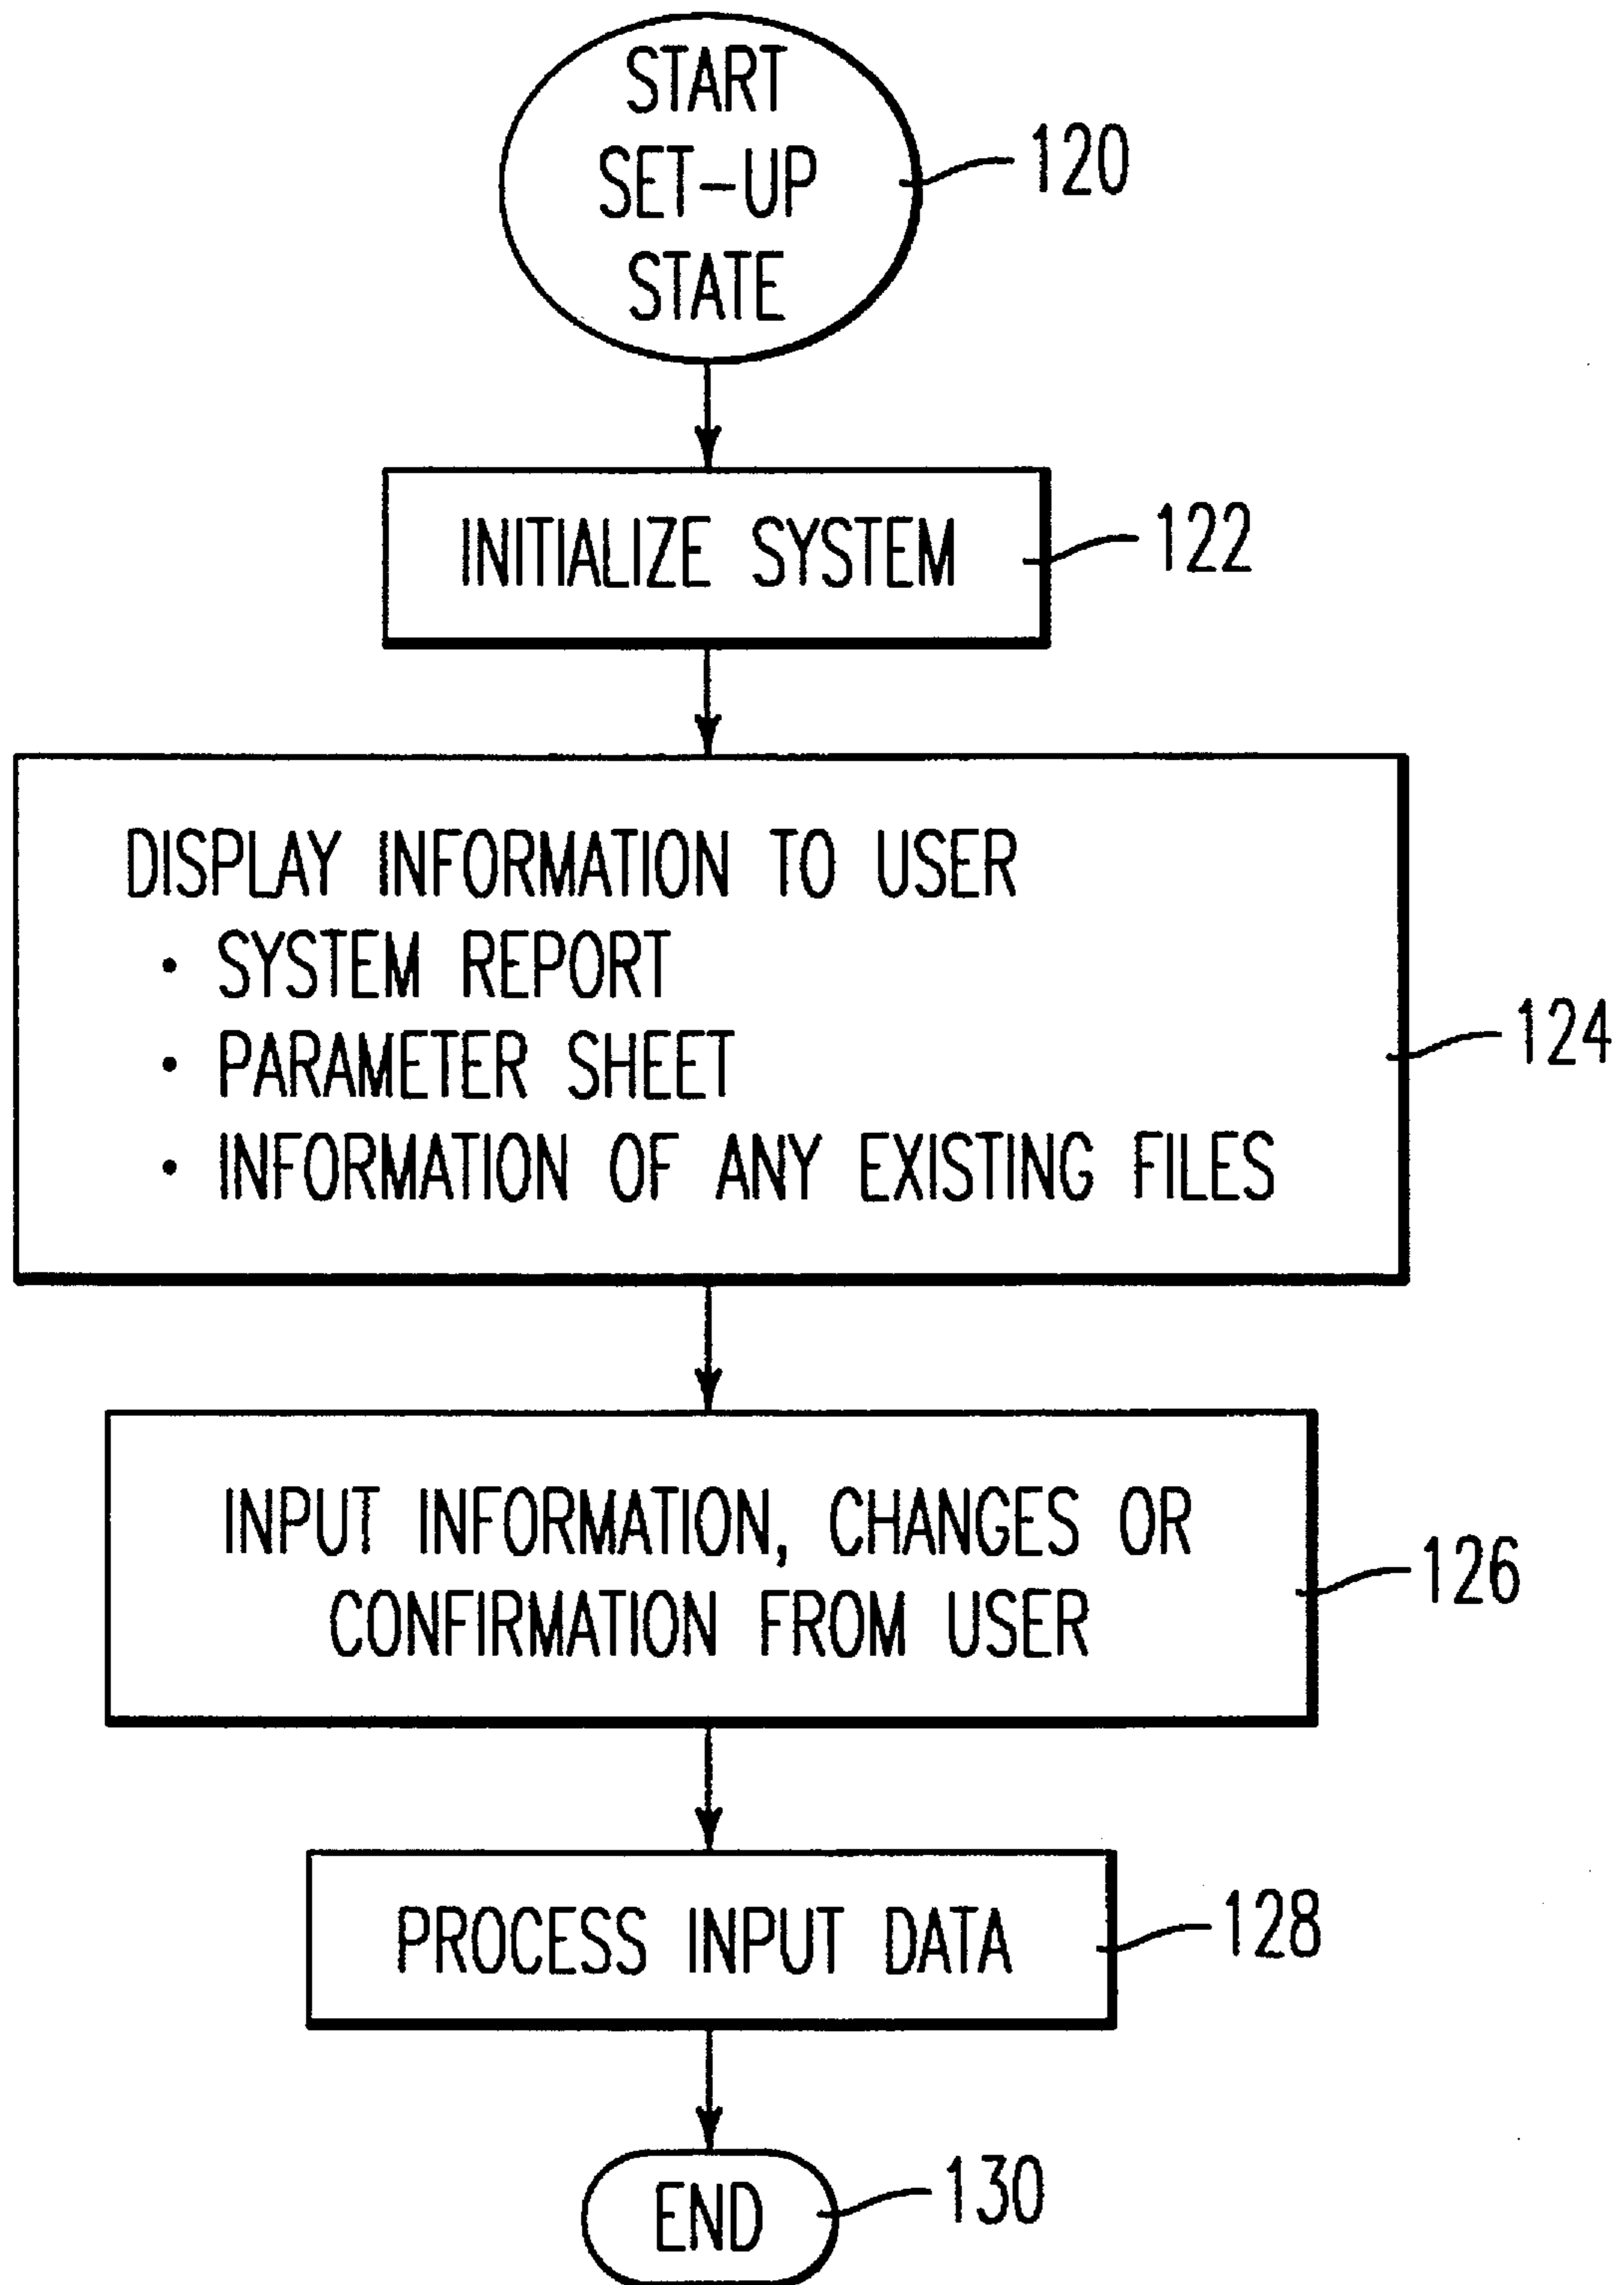 START
SET-UP
STATE
120
INITIALIZE SYSTEM
122
DISPLAY INFORMATION TO USER
· SYSTEM REPORT
· PARAMETER SHEET
· INFORMATION OF ANY EXISTING FILES
124
INPUT INFORMATION, CHANGES OR
CONFIRMATION FROM USER
126
PROCESS INPUT DATA
128
END
130